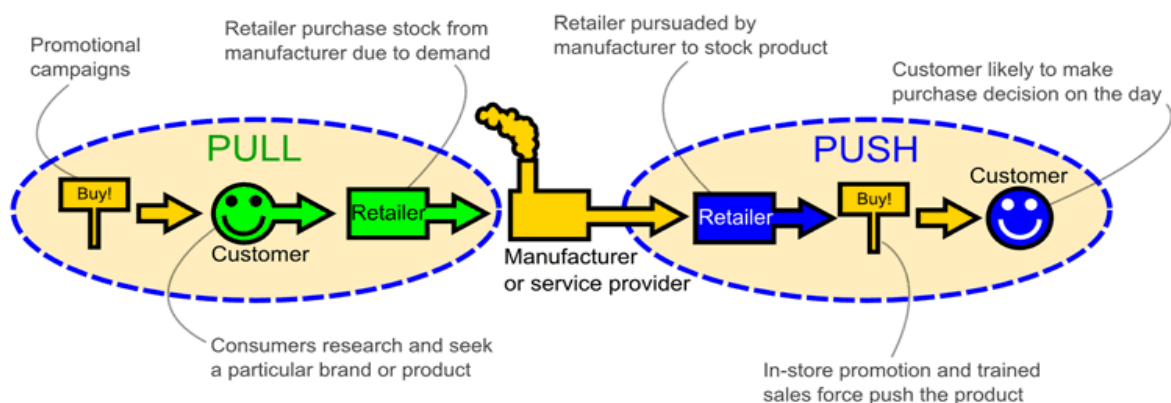 Promotional
campaigns
Retailer purchase stock from
manufacturer due to demand
Retailer pursuaded by
manufacturer to stock product
Customer likely to make
purchase decision on the day
PULL
PUSH
Buy!
Customer
Retailer
Manufacturer
or service provider
Retailer
Buy!
Customer
Consumers research and seek
a particular brand or product
In-store promotion and trained
sales force push the product